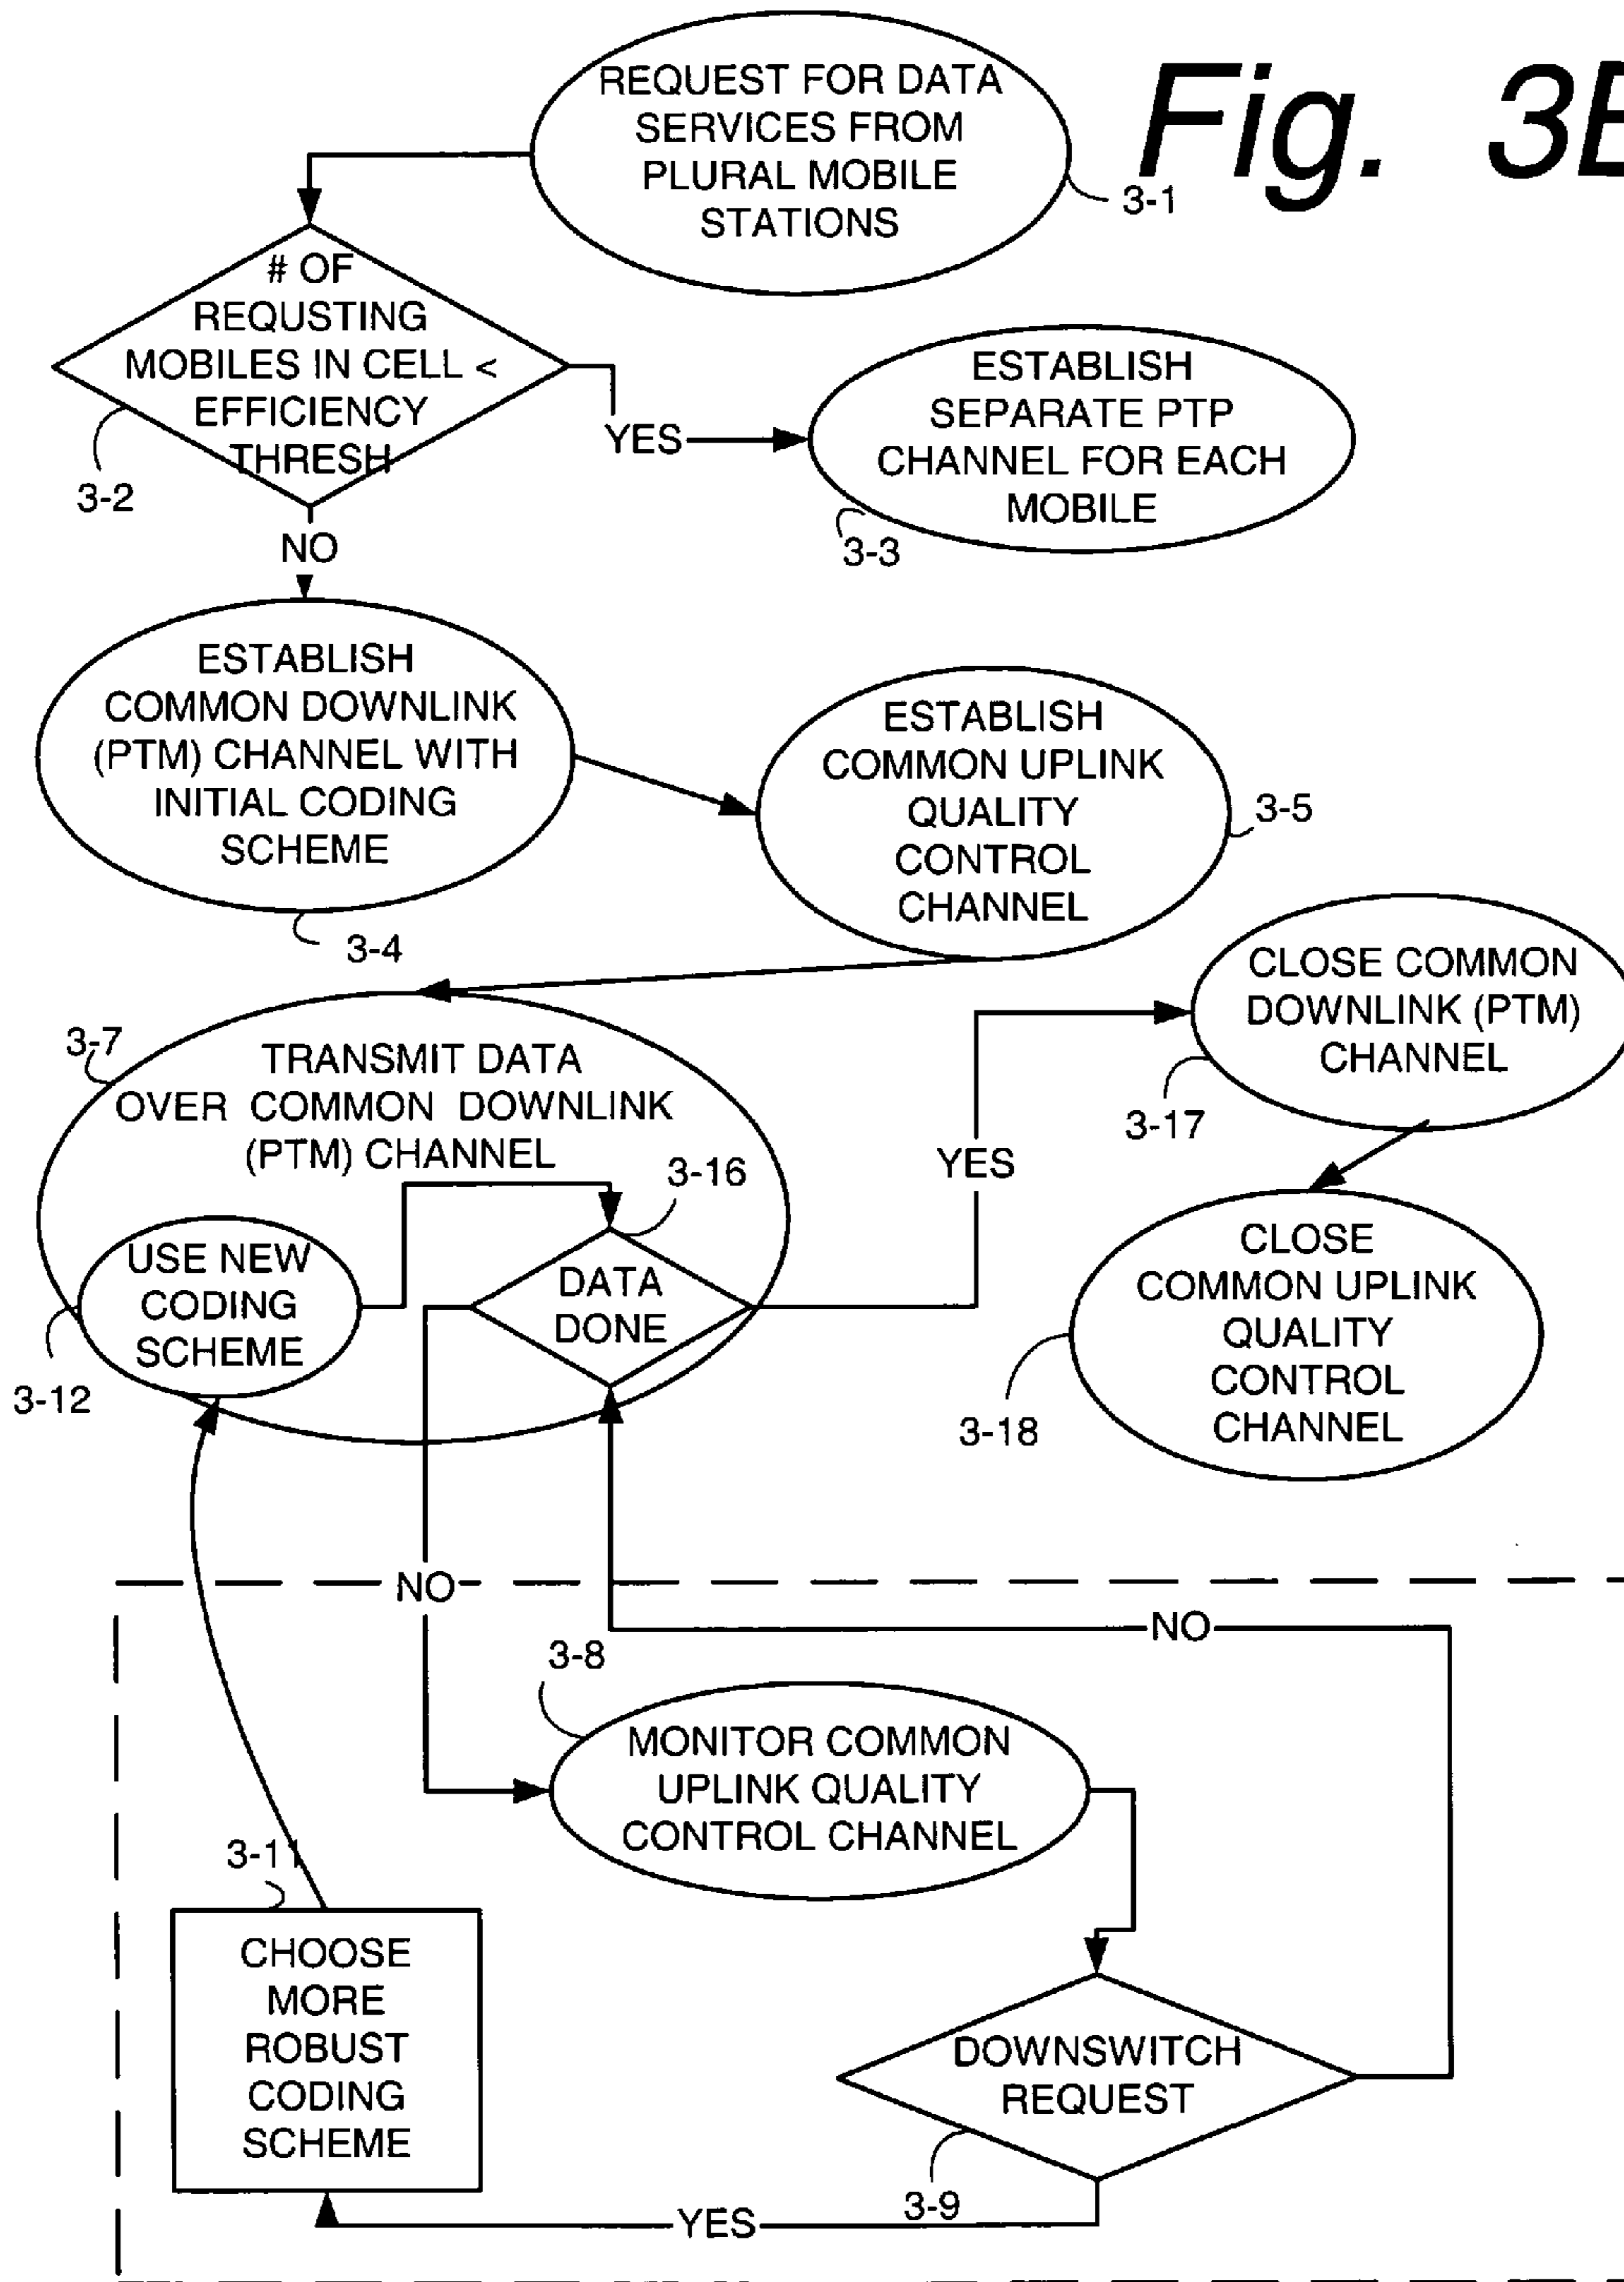 Fig. 3B
REQUEST FOR DATA
SERVICES FROM
PLURAL MOBILE
STATIONS
3-1
# OF
REQUSTING
MOBILES IN CELL <
EFFICIENCY
THRESH
3-2
YES
ESTABLISH
SEPARATE PTP
CHANNEL FOR EACH
MOBILE
3-3
NO
ESTABLISH
COMMON DOWNLINK
(PTM) CHANNEL WITH
INITIAL CODING
SCHEME
3-4
ESTABLISH
COMMON UPLINK
QUALITY
CONTROL
CHANNEL
3-5
CLOSE COMMON
DOWNLINK (PTM)
CHANNEL
3-17
3-7
TRANSMIT DATA
OVER COMMON DOWNLINK
(PTM) CHANNEL
3-16
YES
USE NEW
CODING
SCHEME
3-12
DATA
DONE
CLOSE
COMMON UPLINK
QUALITY
CONTROL
CHANNEL
3-18
NO
NO
3-8
MONITOR COMMON
UPLINK QUALITY
CONTROL CHANNEL
3-11
CHOOSE
MORE
ROBUST
CODING
SCHEME
DOWNSWITCH
REQUEST
3-9
YES